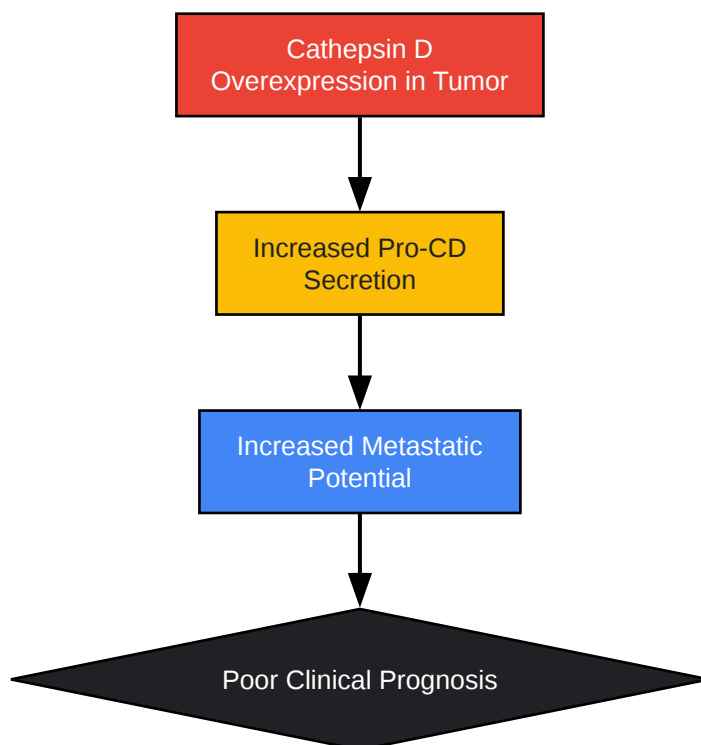 Cathepsin D
Overexpression in Tumor
Increased Pro-CD
Secretion
Increased Metastatic
Potential
Poor Clinical Prognosis